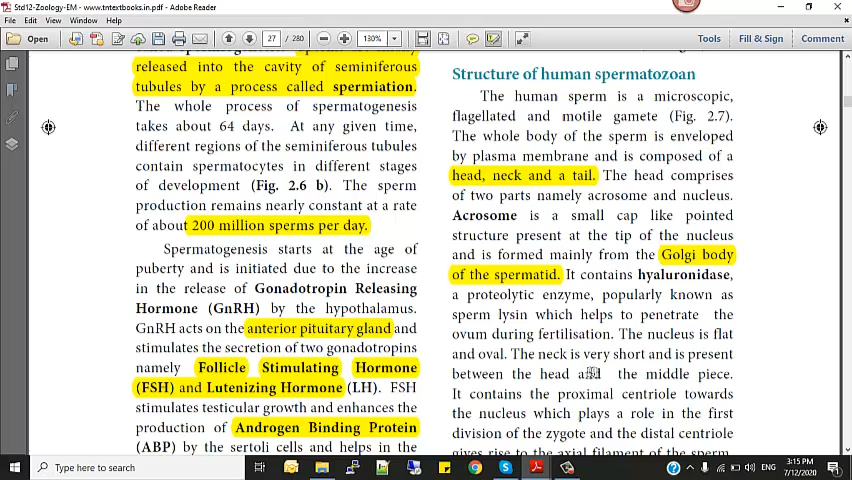 Std12-Zoology-EM - www.tntextbooks.in.pdf - Adobe Reader
File Edit View Window Help
Open
27 / 280
130%
Tools
Fill & Sign
Comment
released into the cavity of seminiferous
tubules by a process called spermiation.
The whole process of spermatogenesis
takes about 64 days. At any given time,
different regions of the seminiferous tubules
contain spermatocytes in different stages
of development (Fig. 2.6 b). The sperm
production remains nearly constant at a rate
of about 200 million sperms per day.
Spermatogenesis starts at the age of
puberty and is initiated due to the increase
in the release of Gonadotropin Releasing
Hormone (GnRH) by the hypothalamus.
GnRH acts on the anterior pituitary gland and
stimulates the secretion of two gonadotropins
namely Follicle Stimulating Hormone
(FSH) and Lutenizing Hormone (LH). FSH
stimulates testicular growth and enhances the
production of Androgen Binding Protein
(ABP) by the sertoli cells and helps in the
Structure of human spermatozoan
The human sperm is a microscopic,
flagellated and motile gamete (Fig. 2.7).
The whole body of the sperm is enveloped
by plasma membrane and is composed of a
head, neck and a tail. The head comprises
of two parts namely acrosome and nucleus.
Acrosome is a small cap like pointed
structure present at the tip of the nucleus
and is formed mainly from the Golgi body
of the spermatid. It contains hyaluronidase,
a proteolytic enzyme, popularly known as
sperm lysin which helps to penetrate the
ovum during fertilisation. The nucleus is flat
and oval. The neck is very short and is present
between the head and the middle piece.
It contains the proximal centriole towards
the nucleus which plays a role in the first
division of the zygote and the distal centriole
gives rise to the axial filament of the sperm.
Type here to search
ENG
3:15 PM
7/12/2020